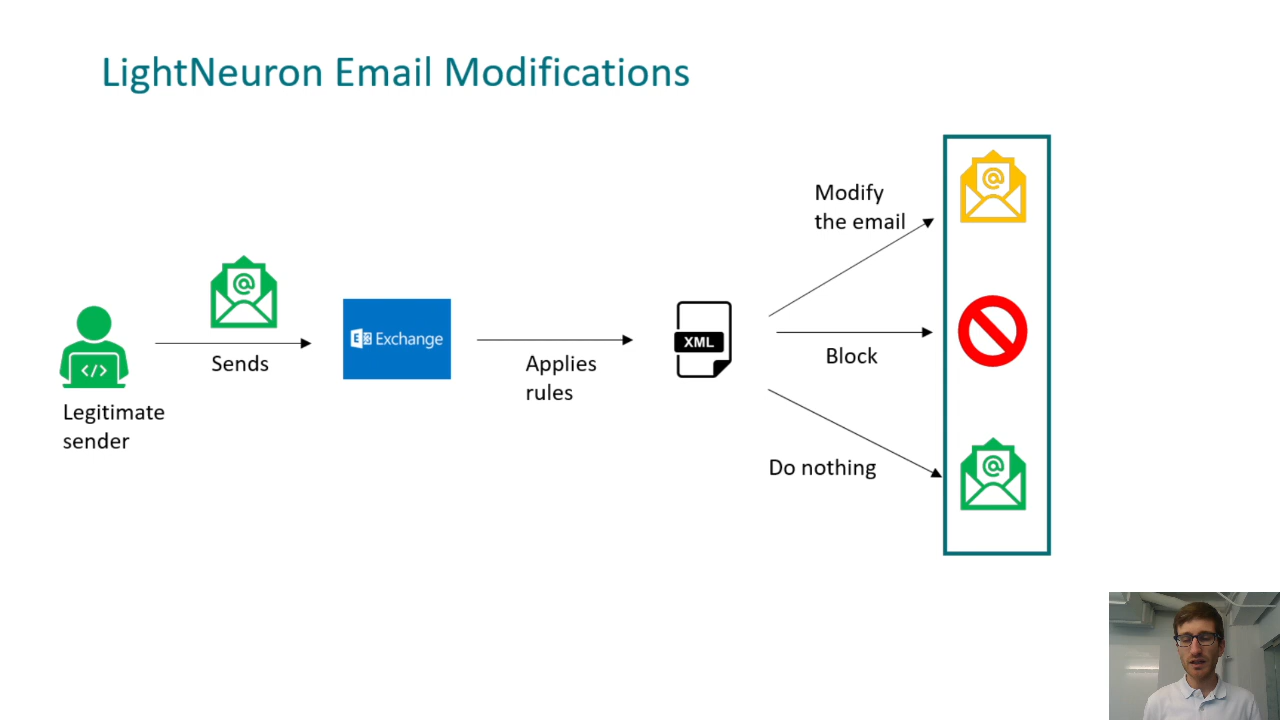 LightNeuron Email Modifications
Modify
the email
@
@
</>
Legitimate
sender
Sends
E Exchange
Applies
rules
XML
Block
Do nothing
@